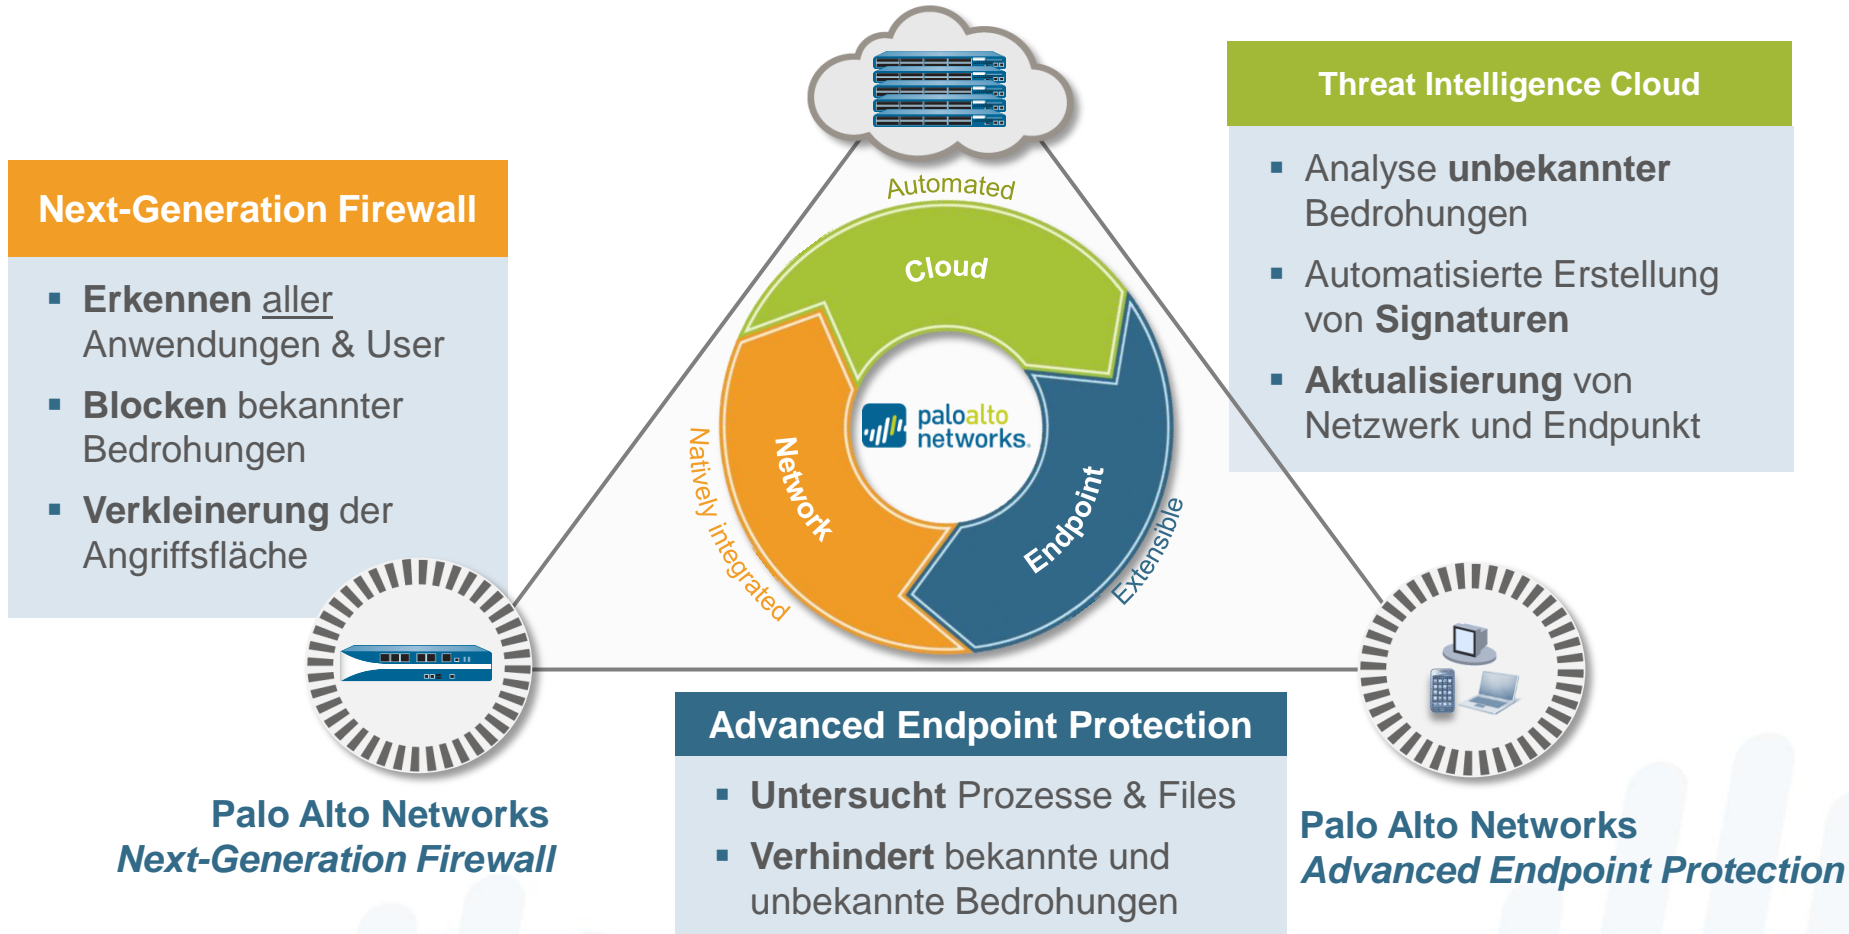 Threat Intelligence Cloud
Analyse unbekannter
Bedrohungen
Automatisierte Erstellung
von Signaturen
Aktualisierung von
Netzwerk und Endpunkt
Next-Generation Firewall
Erkennen aller
Anwendungen & User
Blocken bekannter
Bedrohungen
Verkleinerung der
Angriffsfläche
Automated
Cloud
Natively integrated
Network
paloalto
networks.
Endpoint
Extensible
Palo Alto Networks
Next-Generation Firewall
Advanced Endpoint Protection
Untersucht Prozesse & Files
Verhindert bekannte und
unbekannte Bedrohungen
Palo Alto Networks
Advanced Endpoint Protection